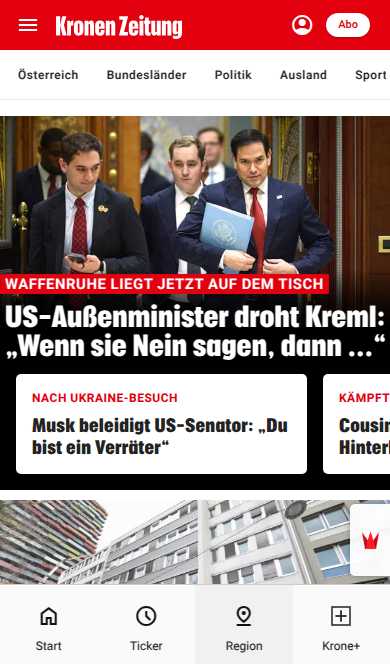 Kronen Zeitung
Abo
Österreich Bundesländer Politik Ausland Sport
WAFFENRUHE LIEGT JETZT AUF DEM TISCH
US-Außenminister droht Kreml:
„Wenn sie Nein sagen, dann ...“
NACH UKRAINE-BESUCH
Musk beleidigt US-Senator: „Du
bist ein Verräter“
KÄMPFT
Cousin
Start Ticker Region Krone+